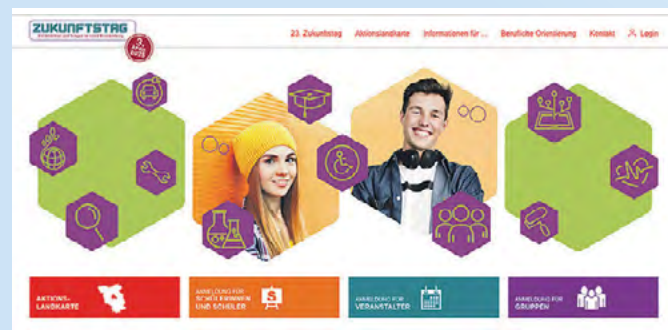 ZUKUNFTSTAG
23. Zukunftstag Aktionslandkarte Informationen für ... Berufliche Orientierung Kontakt Login
AKTIONS-
LANDKARTE
ANMELDUNG FÜR
SCHÜLERINNEN
UND SCHÜLER
ANMELDUNG FÜR
VERANSTALTER
ANMELDUNG FÜR
GRUPPEN